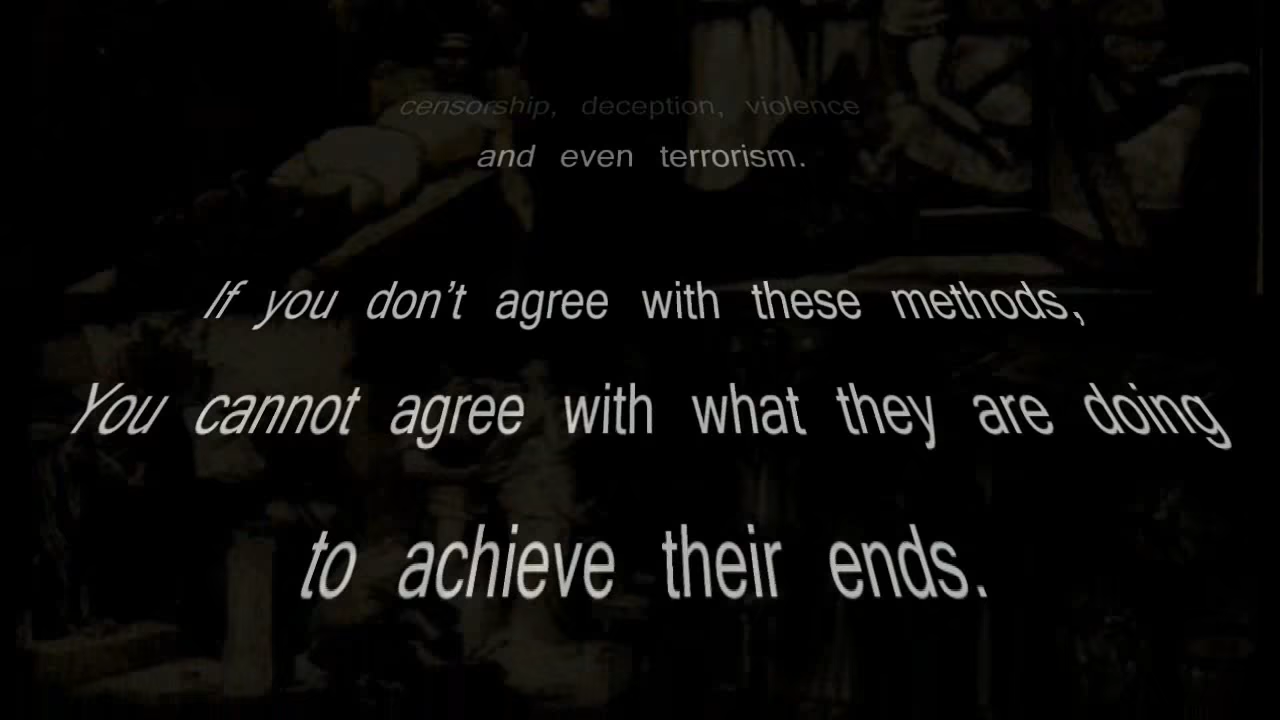 censorship, deception, violence
and even terrorism.
If you don't agree with these methods,
You cannot agree with what they are doing
to achieve their ends.